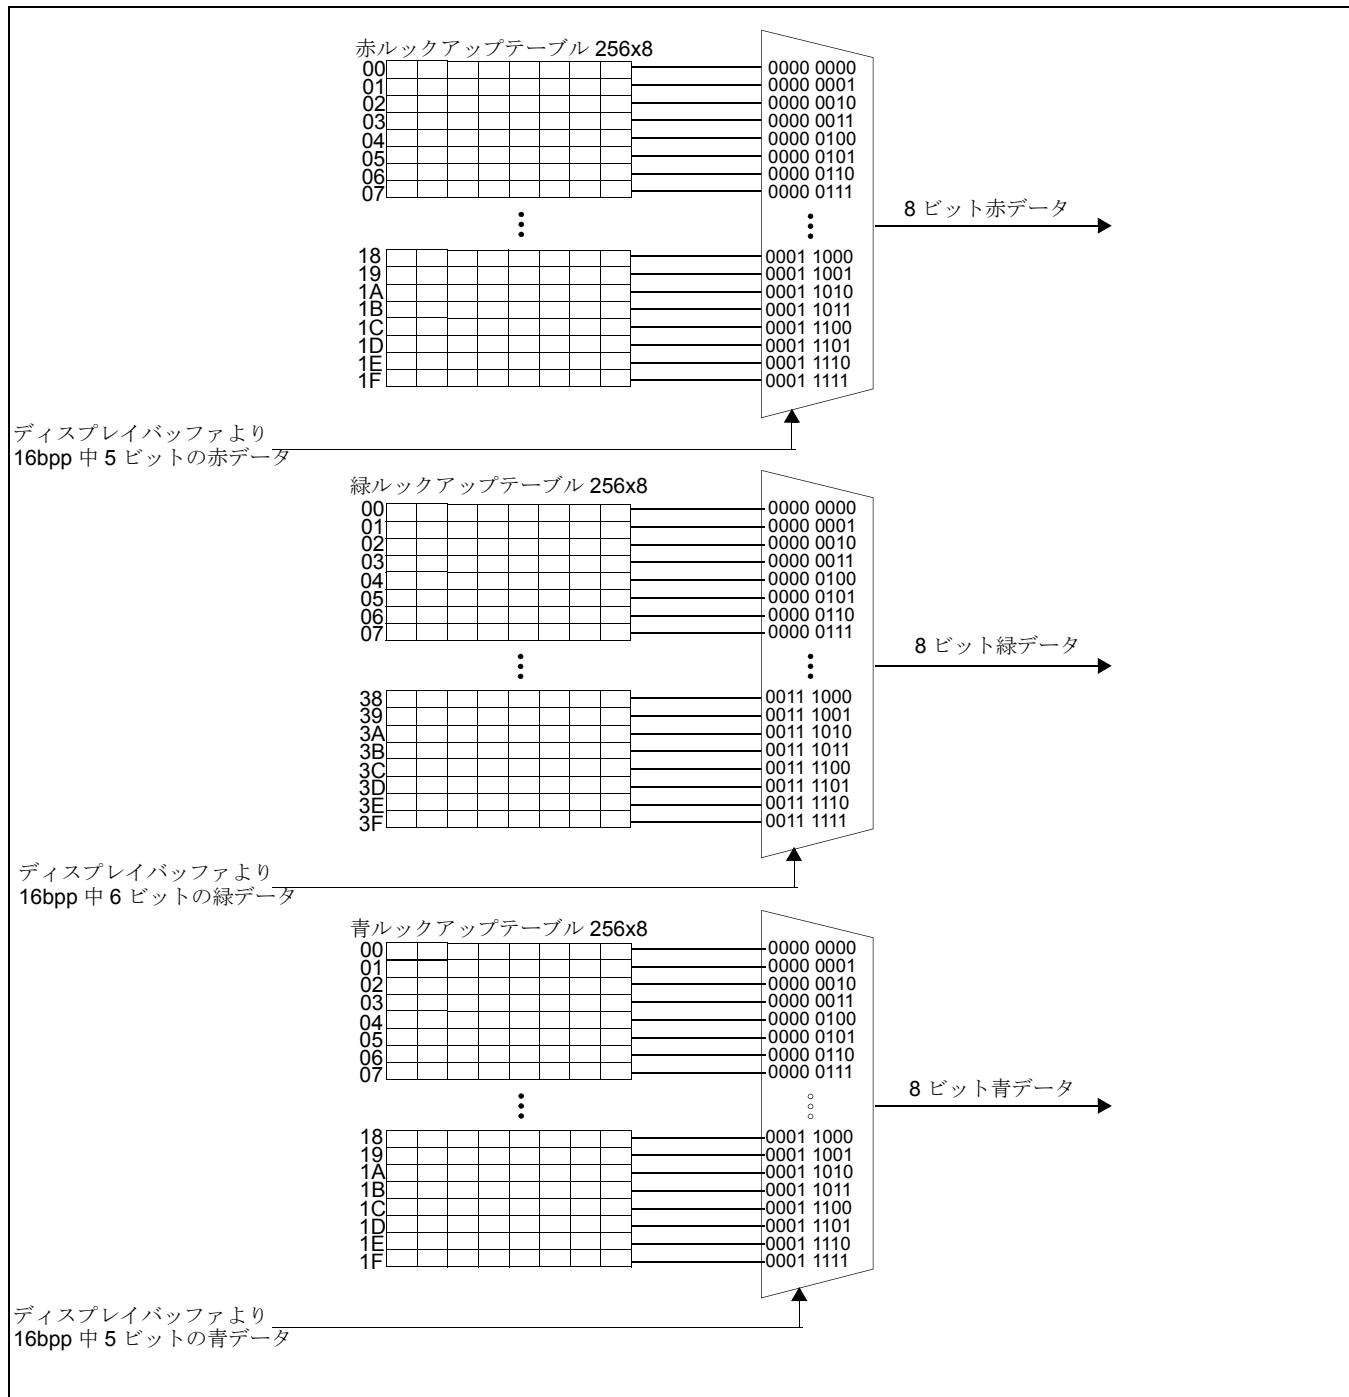 赤ルックアップテーブル 256x8
00 0000 0000
01 0000 0001
02 0000 0010
03 0000 0011
04 0000 0100
05 0000 0101
06 0000 0110
07 0000 0111
8 ビット赤データ
18 0001 1000
19 0001 1001
1A 0001 1010
1B 0001 1011
1C 0001 1100
1D 0001 1101
1E 0001 1110
1F 0001 1111
ディスプレイバッファより
16bpp 中 5 ビットの赤データ
緑ルックアップテーブル 256x8
00 0000 0000
01 0000 0001
02 0000 0010
03 0000 0011
04 0000 0100
05 0000 0101
06 0000 0110
07 0000 0111
8 ビット緑データ
38 0011 1000
39 0011 1001
3A 0011 1010
3B 0011 1011
3C 0011 1100
3D 0011 1101
3E 0011 1110
3F 0011 1111
ディスプレイバッファより
16bpp 中 6 ビットの緑データ
青ルックアップテーブル 256x8
00 0000 0000
01 0000 0001
02 0000 0010
03 0000 0011
04 0000 0100
05 0000 0101
06 0000 0110
07 0000 0111
8 ビット青データ
18 0001 1000
19 0001 1001
1A 0001 1010
1B 0001 1011
1C 0001 1100
1D 0001 1101
1E 0001 1110
1F 0001 1111
ディスプレイバッファより
16bpp 中 5 ビットの青データ